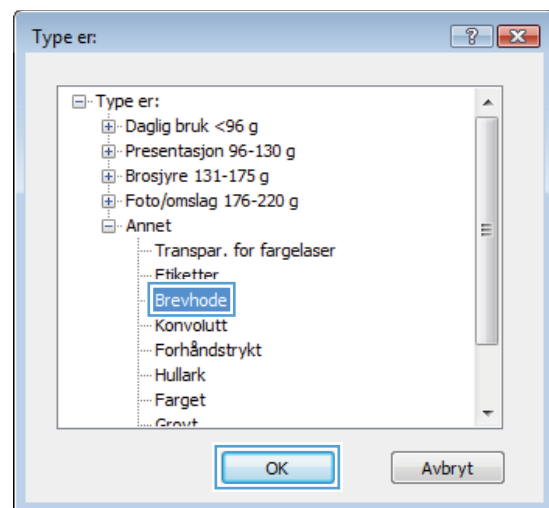 Type er:
Type er:
Daglig bruk <96 g
Presentasjon 96-130 g
Brosjyre 131-175 g
Foto/omslag 176-220 g
Annet
Transpar. for fargelaser
Etiketter
Brevhode
Konvolutt
Forhåndstrykt
Hullark
Farget
Grovt
OK
Avbryt